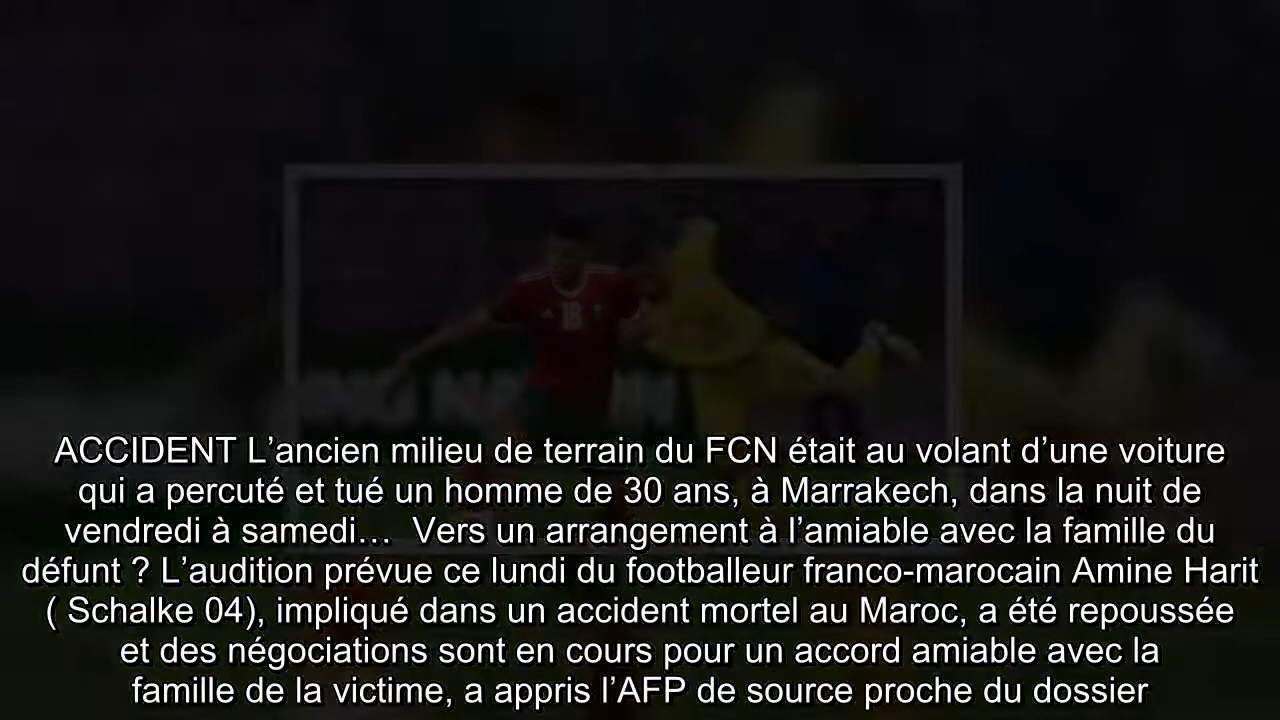 18
ACCIDENT L’ancien milieu de terrain du FCN était au volant d’une voiture
qui a percuté et tué un homme de 30 ans, à Marrakech, dans la nuit de
vendredi à samedi…  Vers un arrangement à l’amiable avec la famille du
défunt ? L’audition prévue ce lundi du footballeur franco-marocain Amine Harit
( Schalke 04), impliqué dans un accident mortel au Maroc, a été repoussée
et des négociations sont en cours pour un accord amiable avec la
famille de la victime, a appris l’AFP de source proche du dossier